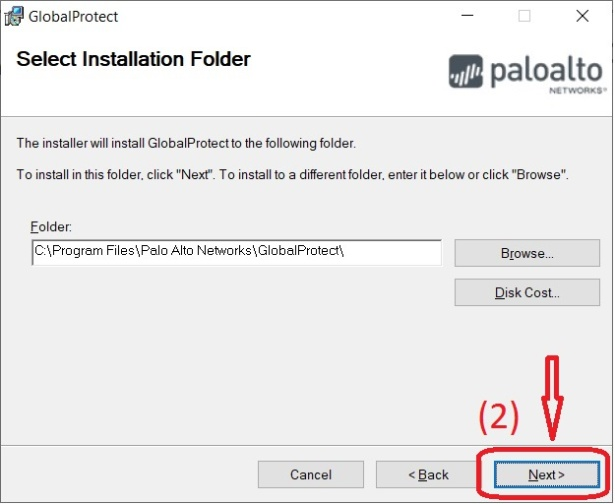 GlobalProtect
Select Installation Folder
paloalto
NETWORKS®
The installer will install GlobalProtect to the following folder.
To install in this folder, click "Next". To install to a different folder, enter it below or click "Browse".
Folder:
C:\Program Files\Palo Alto Networks\GlobalProtect\
Browse...
Disk Cost...
(2)
Cancel
< Back
Next >